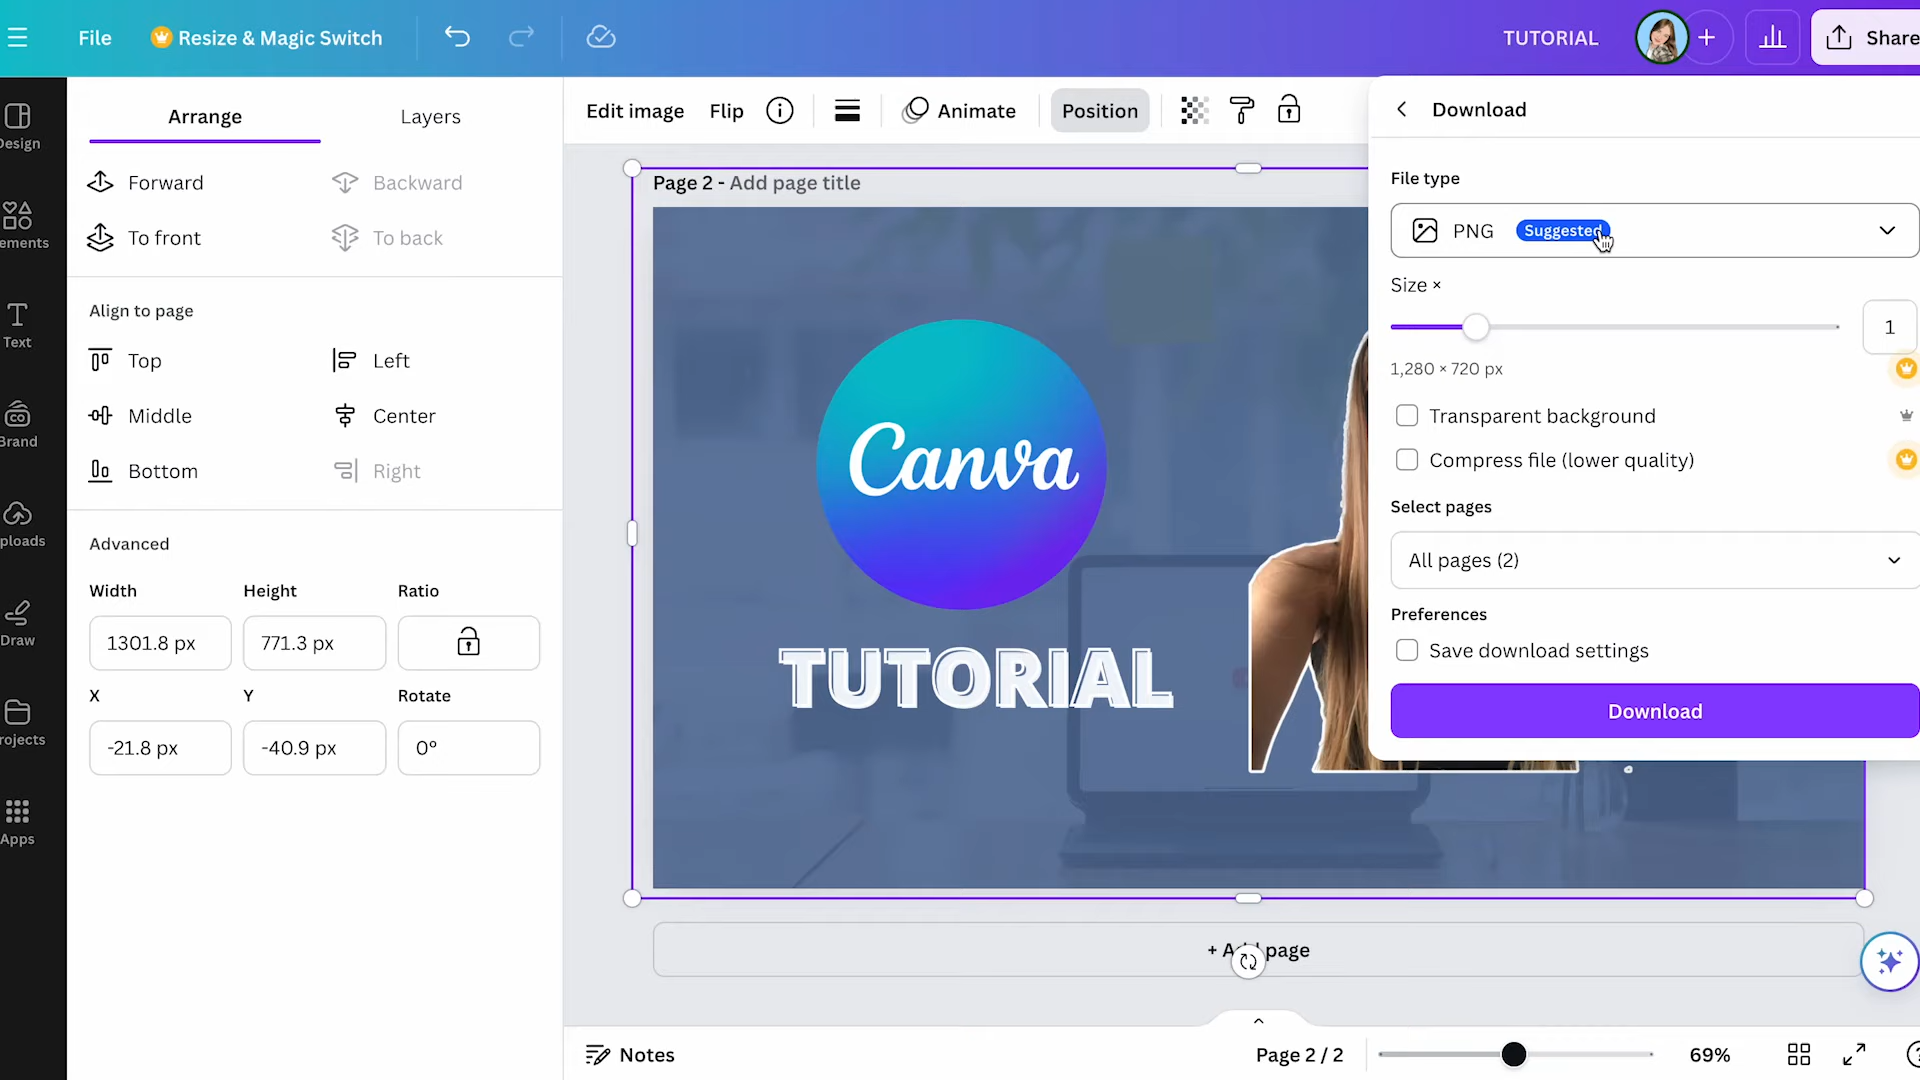 File
Resize & Magic Switch
TUTORIAL
Share
Design
ements
Text
Brand
ploads
Draw
rojects
Apps
Arrange
Layers
Forward
Backward
To front
To back
Align to page
Top
Left
Middle
Center
Bottom
Right
Advanced
Width
Height
Ratio
1301.8 px
771.3 px
X
Y
Rotate
-21.8 px
-40.9 px
0°
Edit image
Flip
Animate
Position
Page 2 - Add page title
Canva
TUTORIAL
+ Add page
Notes
Page 2 / 2
69%
Download
File type
PNG
Suggested
Size ×
1
1,280 × 720 px
Transparent background
Compress file (lower quality)
Select pages
All pages (2)
Preferences
Save download settings
Download